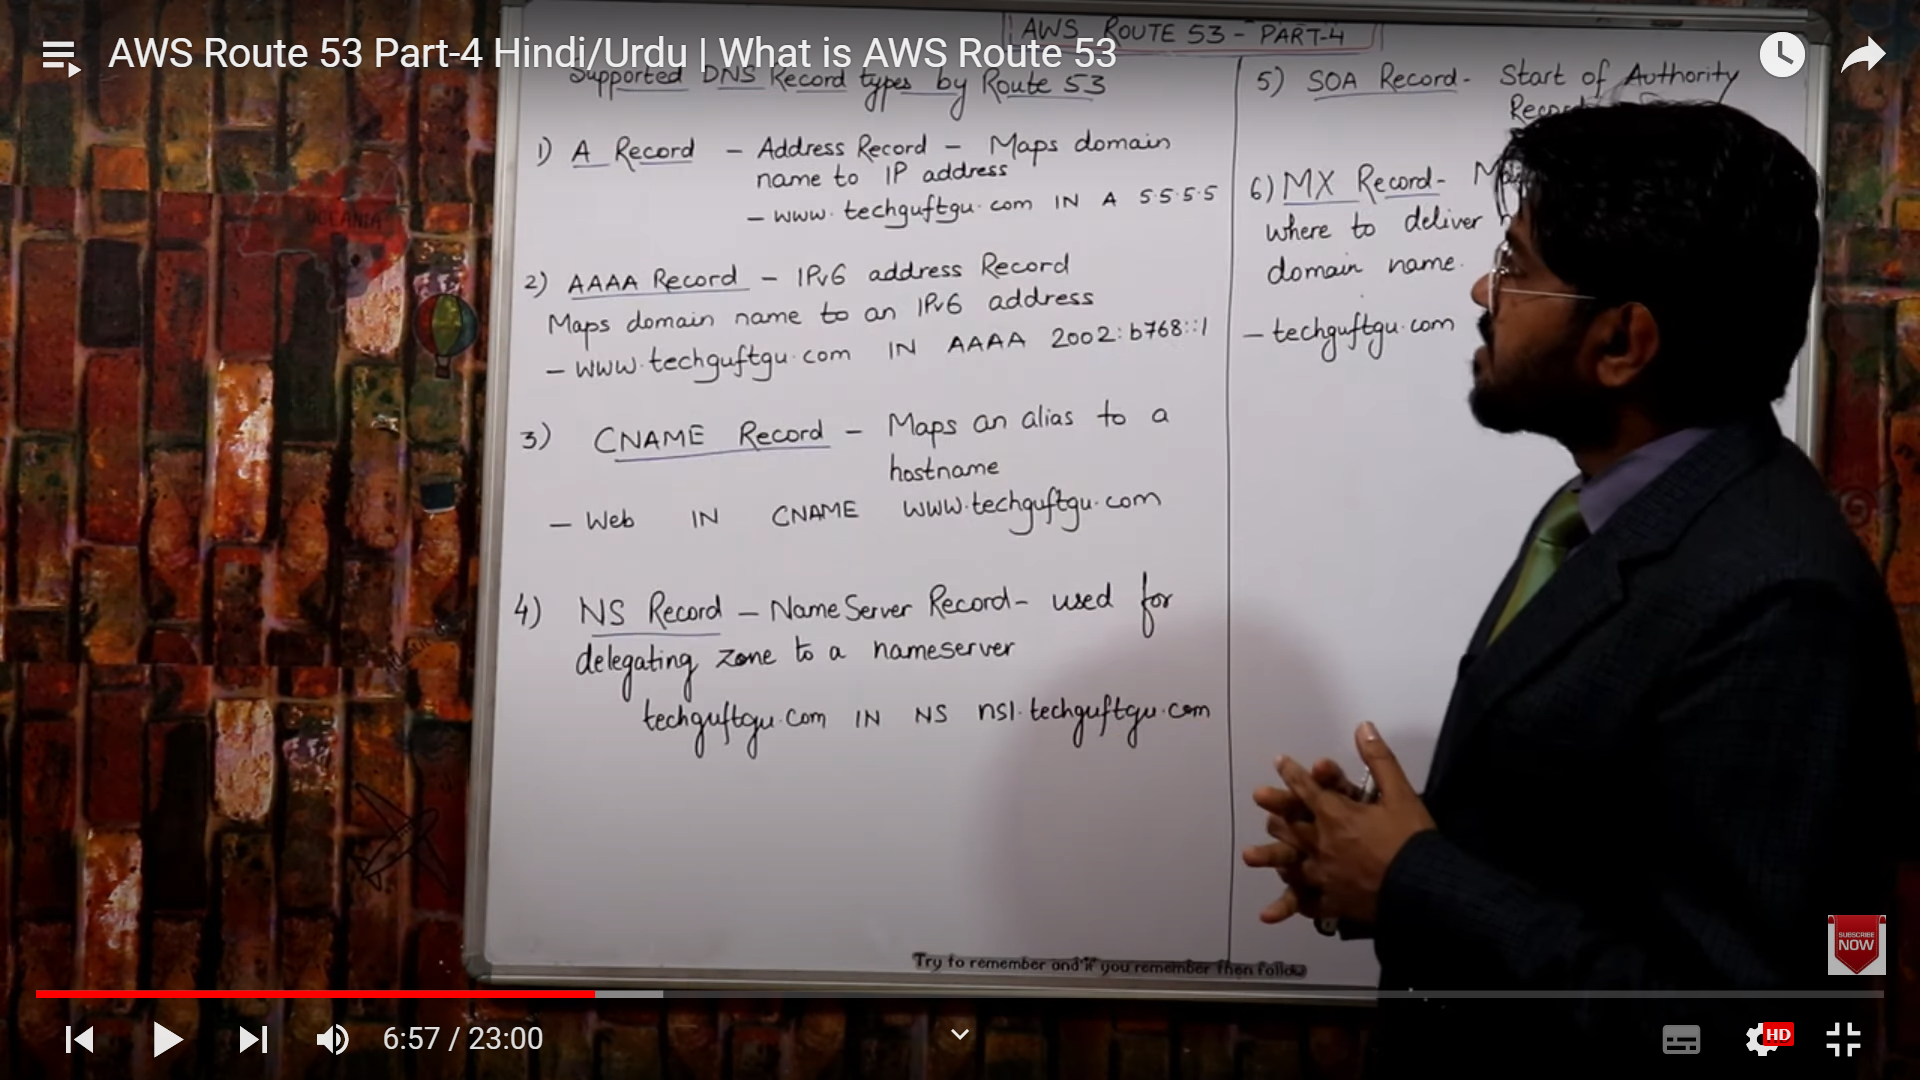 AWS Route 53 Part-4 Hindi/Urdu | What is AWS Route 53
AWS ROUTE 53 - PART-4
Supported DNS Record types by Route 53
1) A Record - Address Record - Maps domain
name to IP address
- www.techguftgu.com IN A 5.5.5.5
2) AAAA Record - IPv6 address Record
Maps domain name to an IPv6 address
- www.techguftgu.com IN AAAA 2002:b768::1
3) CNAME Record - Maps an alias to a
hostname
- Web IN CNAME www.techguftgu.com
4) NS Record - NameServer Record- used for
delegating zone to a nameserver
techguftgu.com IN NS ns1.techguftgu.com
5) SOA Record- Start of Authority
6) MX Record-
where to deliver
domain name.
- techguftgu.com
OCEANIA
Try to remember and if you remember then follow
SUBSCRIBE
NOW
6:57 / 23:00
HD